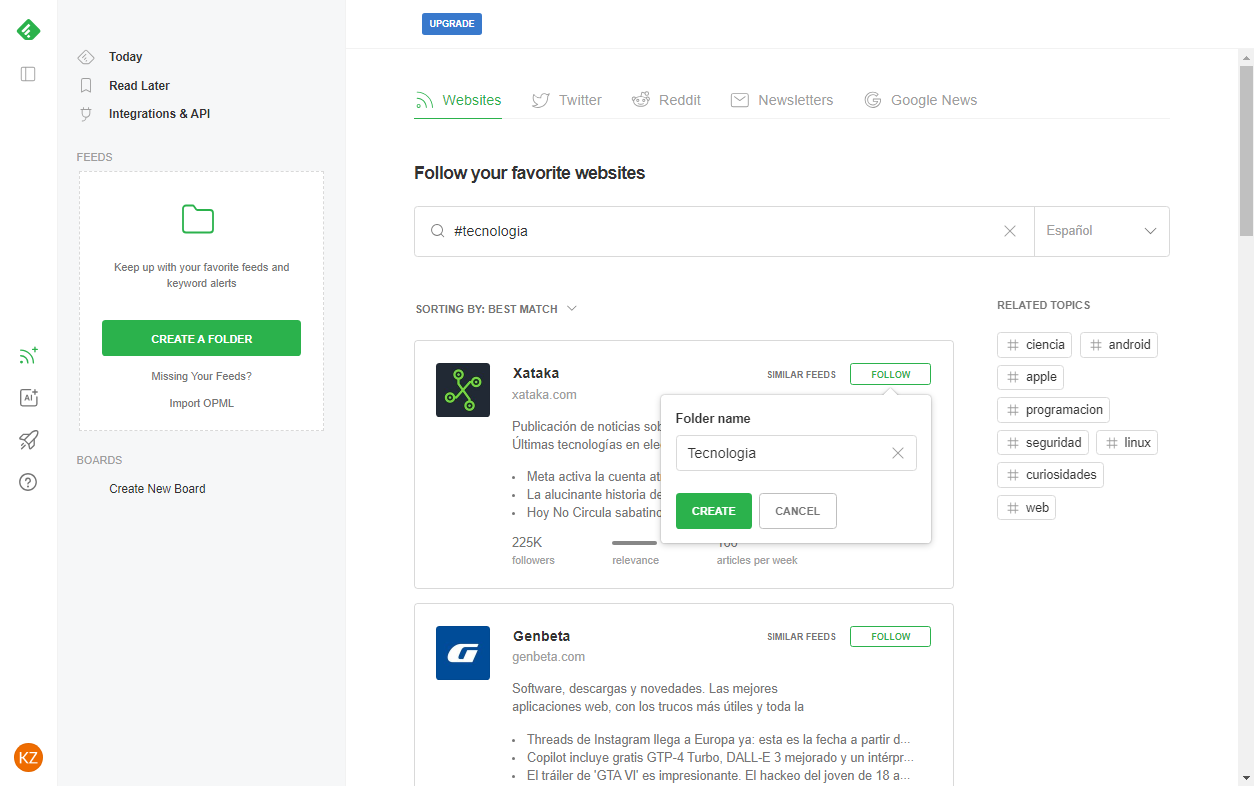 UPGRADE
Today
Read Later
Integrations & API
FEEDS
Keep up with your favorite feeds and
keyword alerts
CREATE A FOLDER
Missing Your Feeds?
Import OPML
BOARDS
Create New Board
AI
KZ
Websites
Twitter
Reddit
Newsletters
Google News
Follow your favorite websites
#tecnologia
Español
SORTING BY: BEST MATCH
Xataka
SIMILAR FEEDS
FOLLOW
xataka.com
Publicación de noticias sob
Últimas tecnologías en ele
• Meta activa la cuenta at
• La alucinante historia de
• Hoy No Circula sabatino
225K
followers
relevance
articles per week
Folder name
Tecnologia
CREATE
CANCEL
Genbeta
SIMILAR FEEDS
FOLLOW
genbeta.com
Software, descargas y novedades. Las mejores
aplicaciones web, con los trucos más útiles y toda la
• Threads de Instagram llega a Europa ya: esta es la fecha a partir d...
• Copilot incluye gratis GTP-4 Turbo, DALL-E 3 mejorado y un intérpr...
• El tráiler de 'GTA VI' es impresionante. El hackeo del joven de 18 a...
RELATED TOPICS
# ciencia
# android
# apple
# programacion
# seguridad
# linux
# curiosidades
# web